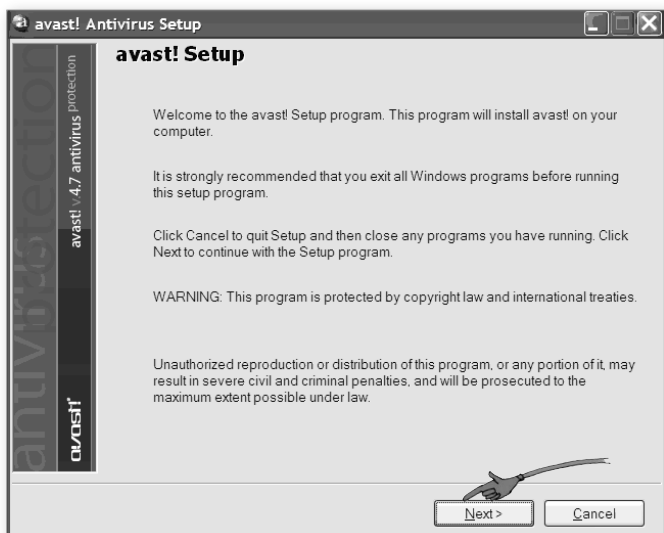 avast! Antivirus Setup
avast! Setup
antivirus protection
avast! v.4.7 antivirus protection
avast!
Welcome to the avast! Setup program. This program will install avast! on your
computer.
It is strongly recommended that you exit all Windows programs before running
this setup program.
Click Cancel to quit Setup and then close any programs you have running. Click
Next to continue with the Setup program.
WARNING: This program is protected by copyright law and international treaties.
Unauthorized reproduction or distribution of this program, or any portion of it, may
result in severe civil and criminal penalties, and will be prosecuted to the
maximum extent possible under law.
Next >
Cancel